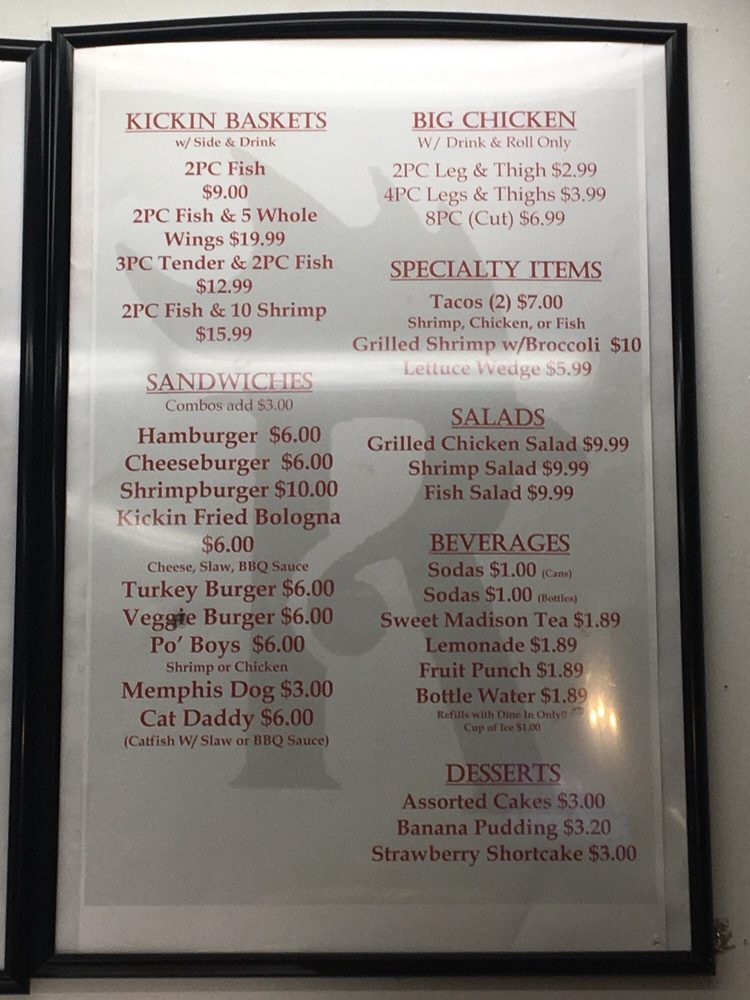 KICKIN BASKETS
w/ Side & Drink
2PC Fish
$9.00
2PC Fish & 5 Whole
Wings $19.99
3PC Tender & 2PC Fish
$12.99
2PC Fish & 10 Shrimp
$15.99
SANDWICHES
Combos add $3.00
Hamburger $6.00
Cheeseburger $6.00
Shrimpburger $10.00
Kickin Fried Bologna
$6.00
Cheese, Slaw, BBQ Sauce
Turkey Burger $6.00
Veggie Burger $6.00
Po' Boys $6.00
Shrimp or Chicken
Memphis Dog $3.00
Cat Daddy $6.00
(Catfish W/ Slaw or BBQ Sauce)
BIG CHICKEN
W/ Drink & Roll Only
2PC Leg & Thigh $2.99
4PC Legs & Thighs $3.99
8PC (Cut) $6.99
SPECIALTY ITEMS
Tacos (2) $7.00
Shrimp, Chicken, or Fish
Grilled Shrimp w/Broccoli $10
Lettuce Wedge $5.99
SALADS
Grilled Chicken Salad $9.99
Shrimp Salad $9.99
Fish Salad $9.99
BEVERAGES
Sodas $1.00 (Cans)
Sodas $1.00 (Bottles)
Sweet Madison Tea $1.89
Lemonade $1.89
Fruit Punch $1.89
Bottle Water $1.89
Refills with Dine In Only!!
Cup of Ice $1.00
DESSERTS
Assorted Cakes $3.00
Banana Pudding $3.20
Strawberry Shortcake $3.00